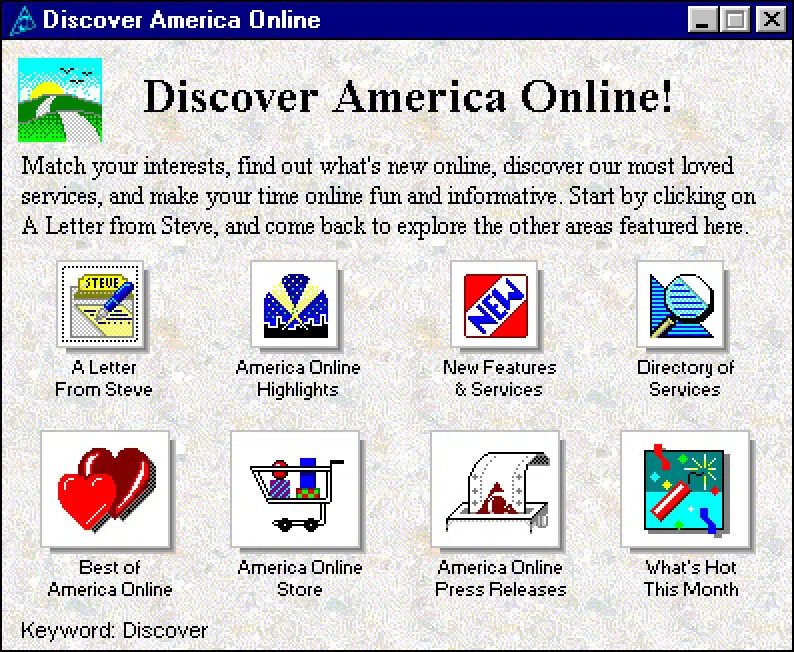 Discover America Online
Discover America Online!
Match your interests, find out what's new online, discover our most loved
services, and make your time online fun and informative. Start by clicking on
A Letter from Steve, and come back to explore the other areas featured here.
STEVE
A Letter
From Steve
America Online
Highlights
NEW
New Features
& Services
Directory of
Services
Best of
America Online
America Online
Store
America Online
Press Releases
What's Hot
This Month
Keyword: Discover